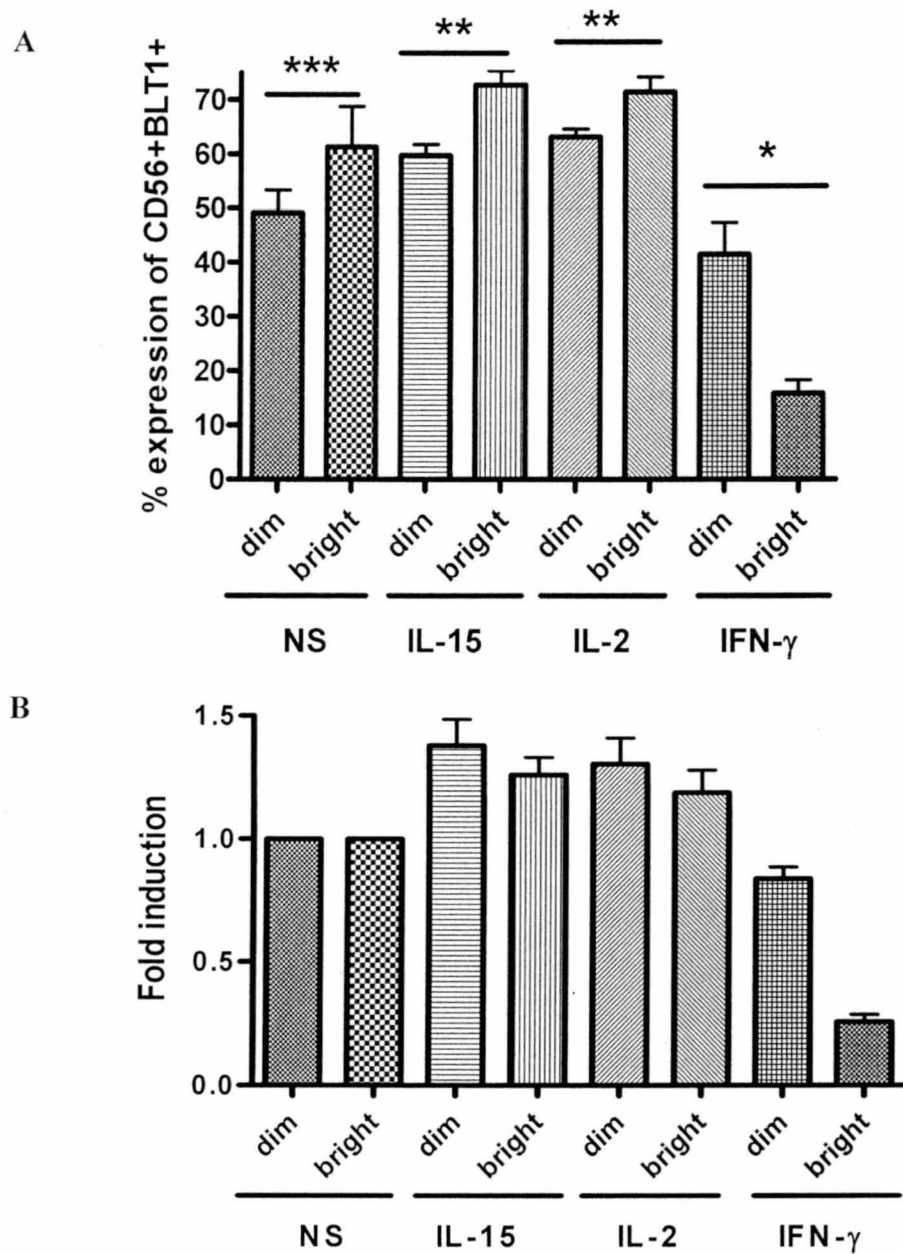 A
% expression of CD56+BLT1+
70
60
50
40
30
20
10
0
***
**
**
*
dim
bright
dim
bright
dim
bright
dim
bright
NS
IL-15
IL-2
IFN-γ
B
Fold induction
1.5
1.0
0.5
0.0
dim
bright
dim
bright
dim
bright
dim
bright
NS
IL-15
IL-2
IFN-γ